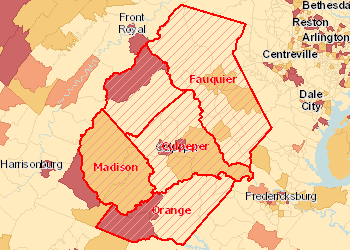 Bethesda
Front
Royal
Reston
Arlington
Centreville
Fauquier
Dale
City
Culpeper
Harrisonburg
Madison
Fredericksburg
Orange